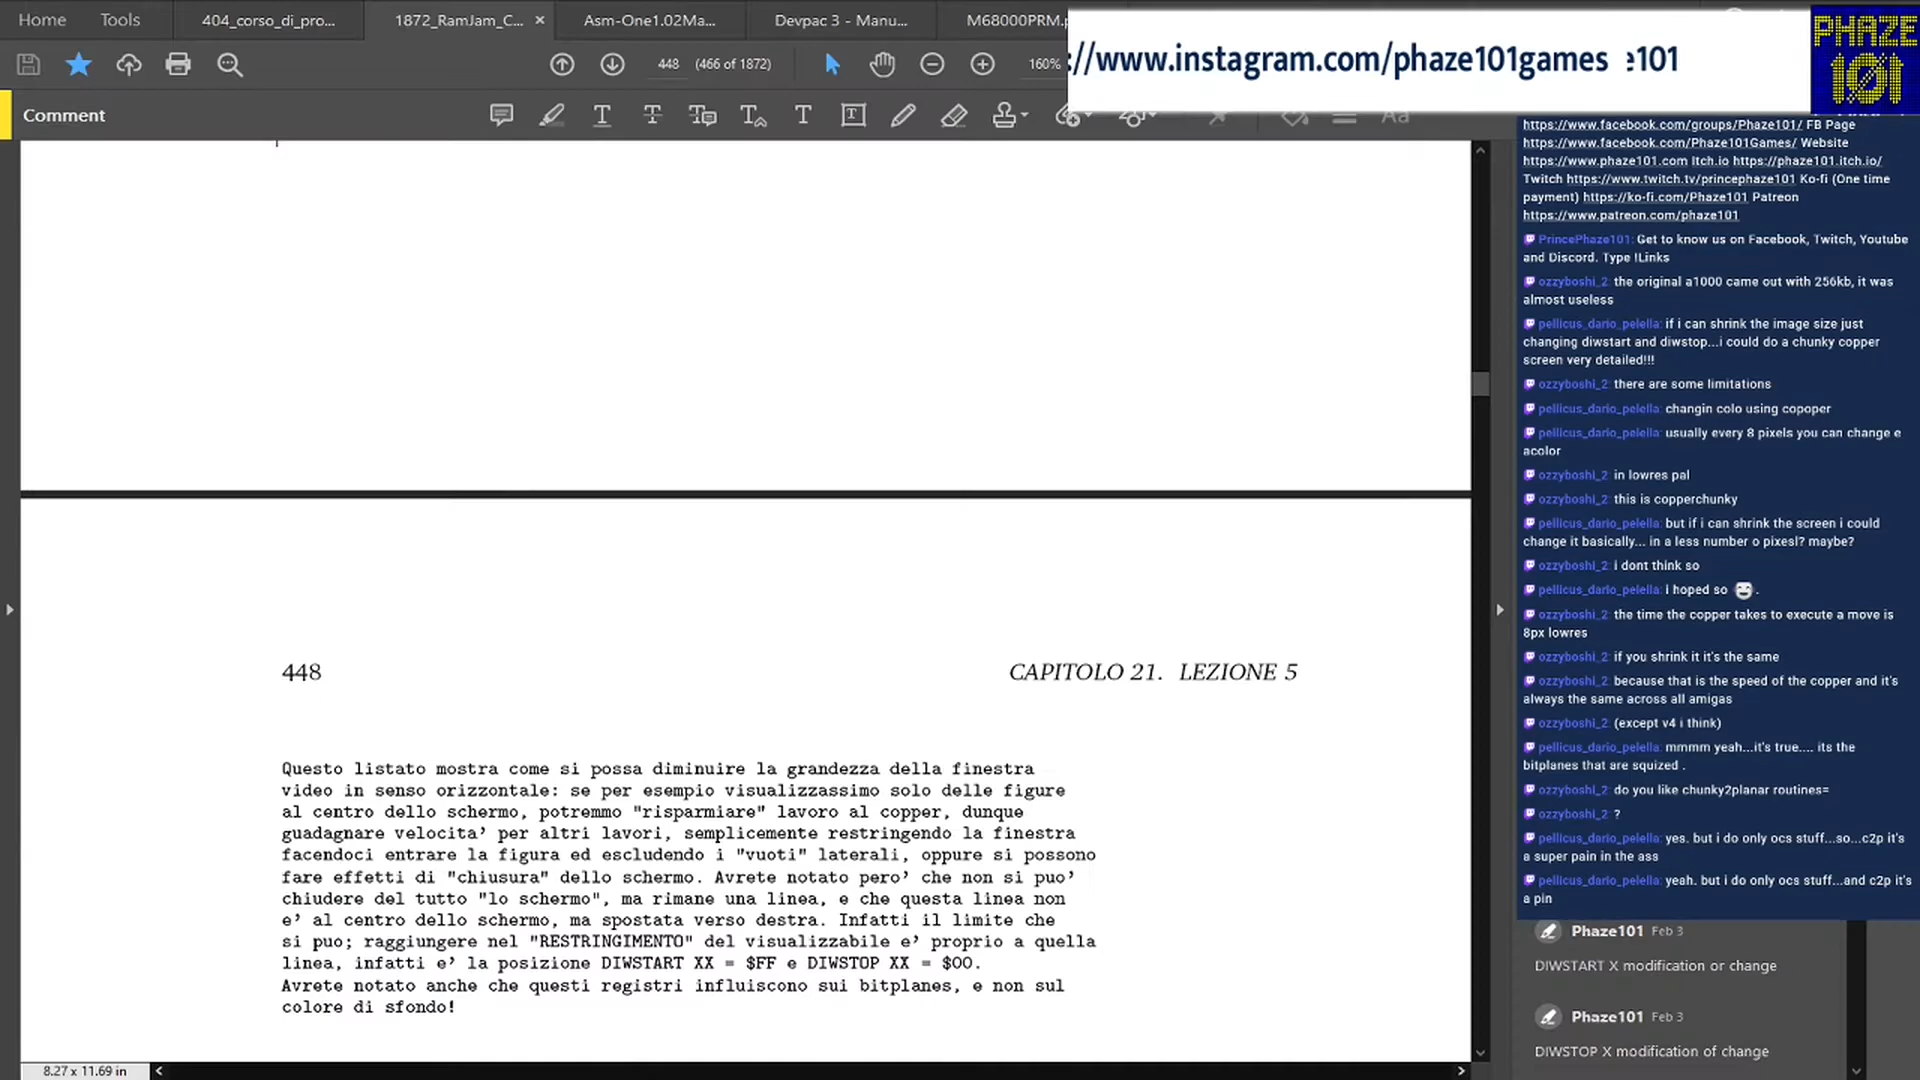 Home
Tools
404_corso_di_pro...
1872_RamJam_C...
Asm-One1.02Ma...
Devpac 3 - Manu...
M68000PRM.p
://www.instagram.com/phaze101games
e101
PHAZE
101
448
(466 of 1872)
160%
Comment
Aa
448
CAPITOLO 21. LEZIONE 5
Questo listato mostra come si possa diminuire la grandezza della finestra
video in senso orizzontale: se per esempio visualizzassimo solo delle figure
al centro dello schermo, potremmo "risparmiare" lavoro al copper, dunque
guadagnare velocita' per altri lavori, semplicemente restringendo la finestra
facendoci entrare la figura ed escludendo i "vuoti" laterali, oppure si possono
fare effetti di "chiusura" dello schermo. Avrete notato pero' che non si puo'
chiudere del tutto "lo schermo", ma rimane una linea, e che questa linea non
e' al centro dello schermo, ma spostata verso destra. Infatti il limite che
si puo; raggiungere nel "RESTRINGIMENTO" del visualizzabile e' proprio a quella
linea, infatti e' la posizione DIWSTART XX = $FF e DIWSTOP XX = $00.
Avrete notato anche che questi registri influiscono sui bitplanes, e non sul
colore di sfondo!
8.27 x 11.69 in
https://www.facebook.com/groups/Phaze101/ FB Page
https://www.facebook.com/Phaze101Games/ Website
https://www.phaze101.com Itch.io https://phaze101.itch.io/
Twitch https://www.twitch.tv/princephaze101 Ko-fi (One time
payment) https://ko-fi.com/Phaze101 Patreon
https://www.patreon.com/phaze101
PrincePhaze101: Get to know us on Facebook, Twitch, Youtube
and Discord. Type !Links
ozzyboshi_2: the original a1000 came out with 256kb, it was
almost useless
pellicus_dario_pelella: if i can shrink the image size just
changing diwstart and diwstop...i could do a chunky copper
screen very detailed!!!
ozzyboshi_2: there are some limitations
pellicus_dario_pelella: changin colo using copoper
pellicus_dario_pelella: usually every 8 pixels you can change e
acolor
ozzyboshi_2: in lowres pal
ozzyboshi_2: this is copperchunky
pellicus_dario_pelella: but if i can shrink the screen i could
change it basically... in a less number o pixesl? maybe?
ozzyboshi_2: i dont think so
pellicus_dario_pelella: i hoped so .
ozzyboshi_2: the time the copper takes to execute a move is
8px lowres
ozzyboshi_2: if you shrink it it's the same
ozzyboshi_2: because that is the speed of the copper and it's
always the same across all amigas
ozzyboshi_2: (except v4 i think)
pellicus_dario_pelella: mmmm yeah...it's true.... its the
bitplanes that are squized .
ozzyboshi_2: do you like chunky2planar routines=
ozzyboshi_2: ?
pellicus_dario_pelella: yes. but i do only ocs stuff...so...c2p it's
a super pain in the ass
pellicus_dario_pelella: yeah. but i do only ocs stuff...and c2p it's
a pin
Phaze101 Feb 3
DIWSTART X modification or change
Phaze101 Feb 3
DIWSTOP X modification of change